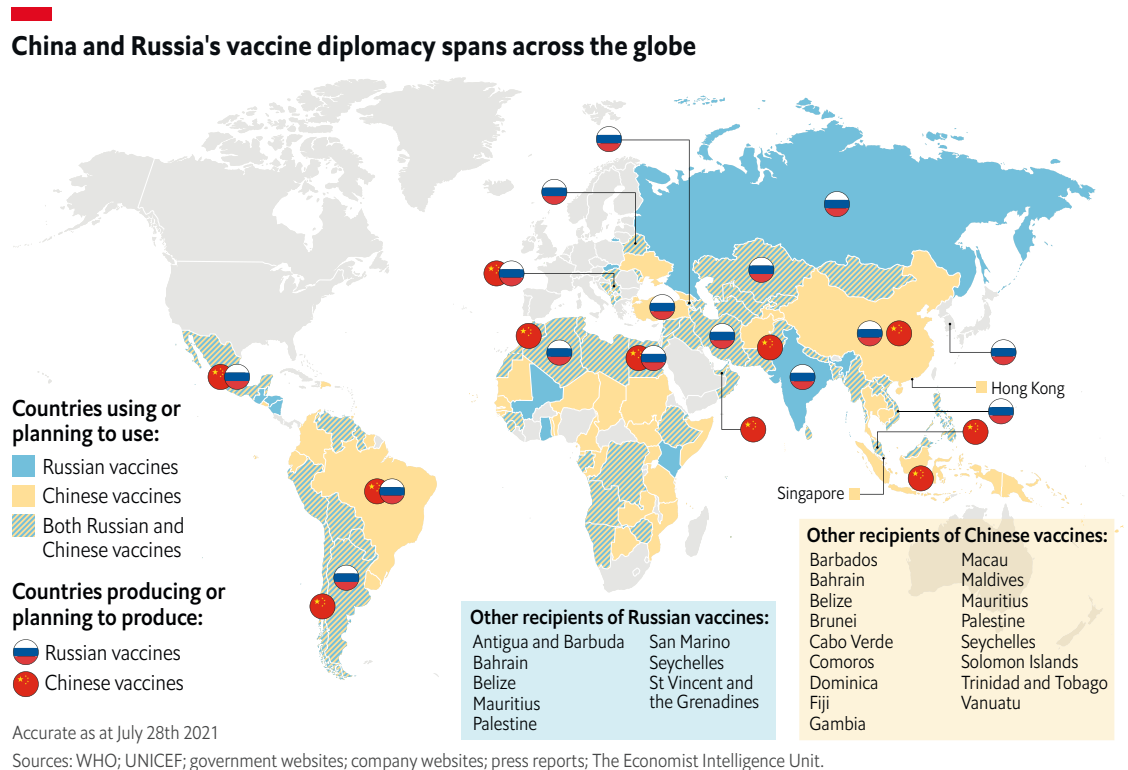 China and Russia's vaccine diplomacy spans across the globe
Hong Kong
Singapore
Countries using or
planning to use:
Russian vaccines
Chinese vaccines
Both Russian and
Chinese vaccines
Countries producing or
planning to produce:
Russian vaccines
Chinese vaccines
Other recipients of Russian vaccines:
Antigua and Barbuda
Bahrain
Belize
Mauritius
Palestine
San Marino
Seychelles
St Vincent and
the Grenadines
Other recipients of Chinese vaccines:
Barbados
Bahrain
Belize
Brunei
Cabo Verde
Comoros
Dominica
Fiji
Gambia
Macau
Maldives
Mauritius
Palestine
Seychelles
Solomon Islands
Trinidad and Tobago
Vanuatu
Accurate as at July 28th 2021
Sources: WHO; UNICEF; government websites; company websites; press reports; The Economist Intelligence Unit.